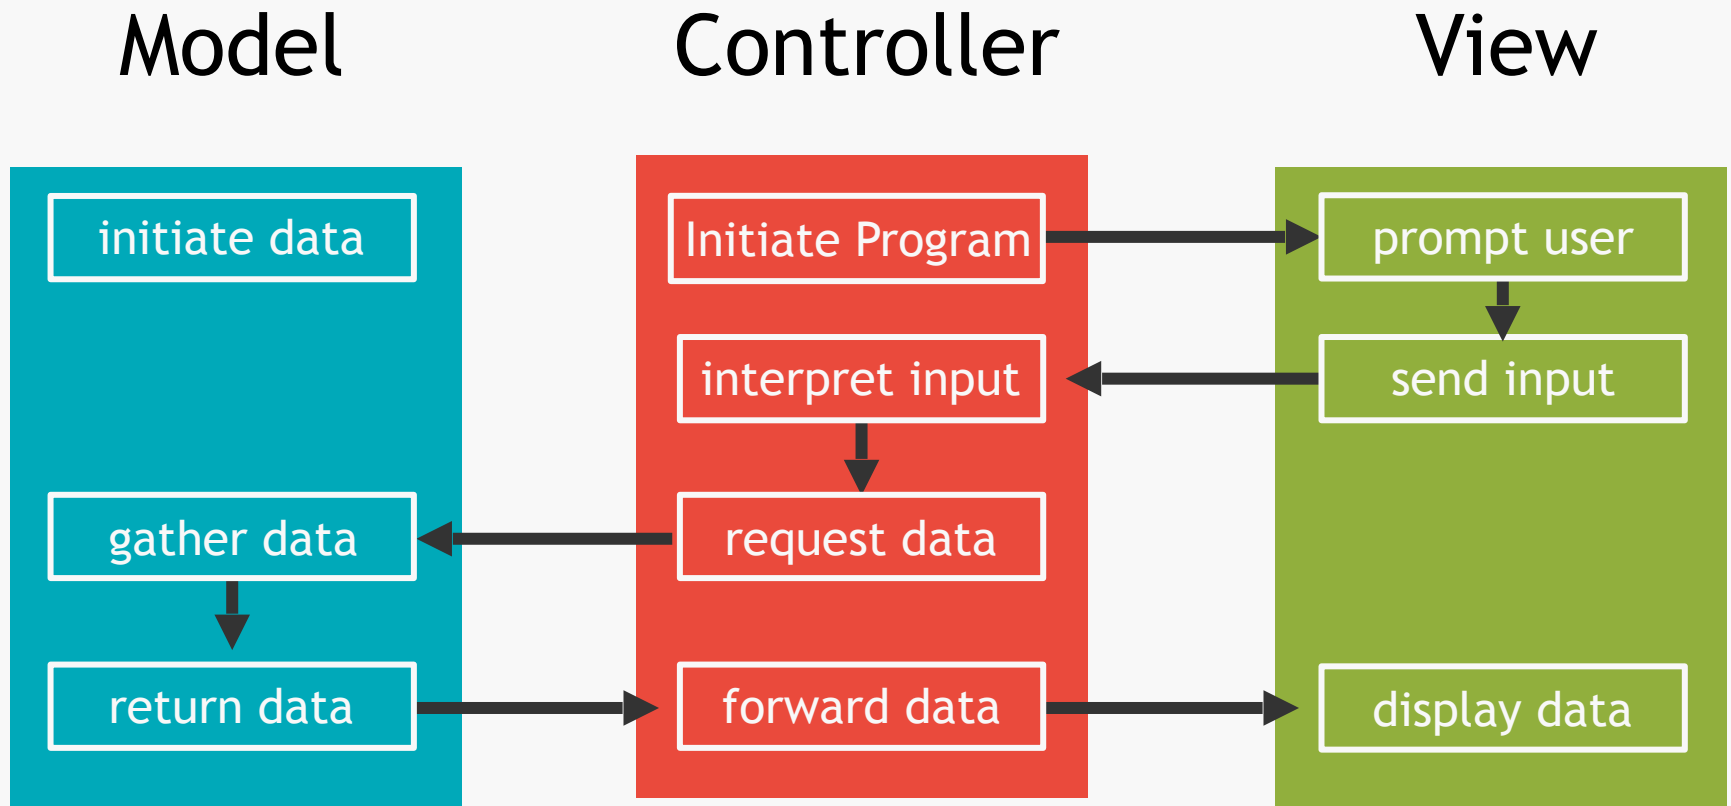 Model
Controller
View
initiate data
Initiate Program
prompt user
interpret input
send input
gather data
request data
return data
forward data
display data